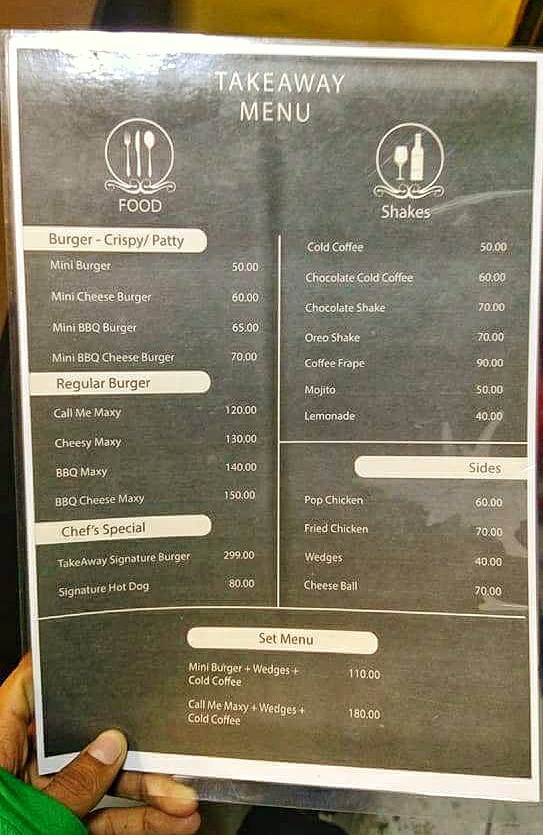 TAKEAWAY
MENU
FOOD
Burger - Crispy/ Patty
Mini Burger 50.00
Mini Cheese Burger 60.00
Mini BBQ Burger 65.00
Mini BBQ Cheese Burger 70.00
Regular Burger
Call Me Maxy 120.00
Cheesy Maxy 130.00
BBQ Maxy 140.00
BBQ Cheese Maxy 150.00
Chef's Special
TakeAway Signature Burger 299.00
Signature Hot Dog 80.00
Shakes
Cold Coffee 50.00
Chocolate Cold Coffee 60.00
Chocolate Shake 70.00
Oreo Shake 70.00
Coffee Frape 90.00
Mojito 50.00
Lemonade 40.00
Sides
Pop Chicken 60.00
Fried Chicken 70.00
Wedges 40.00
Cheese Ball 70.00
Set Menu
Mini Burger + Wedges + 110.00
Cold Coffee
Call Me Maxy + Wedges + 180.00
Cold Coffee